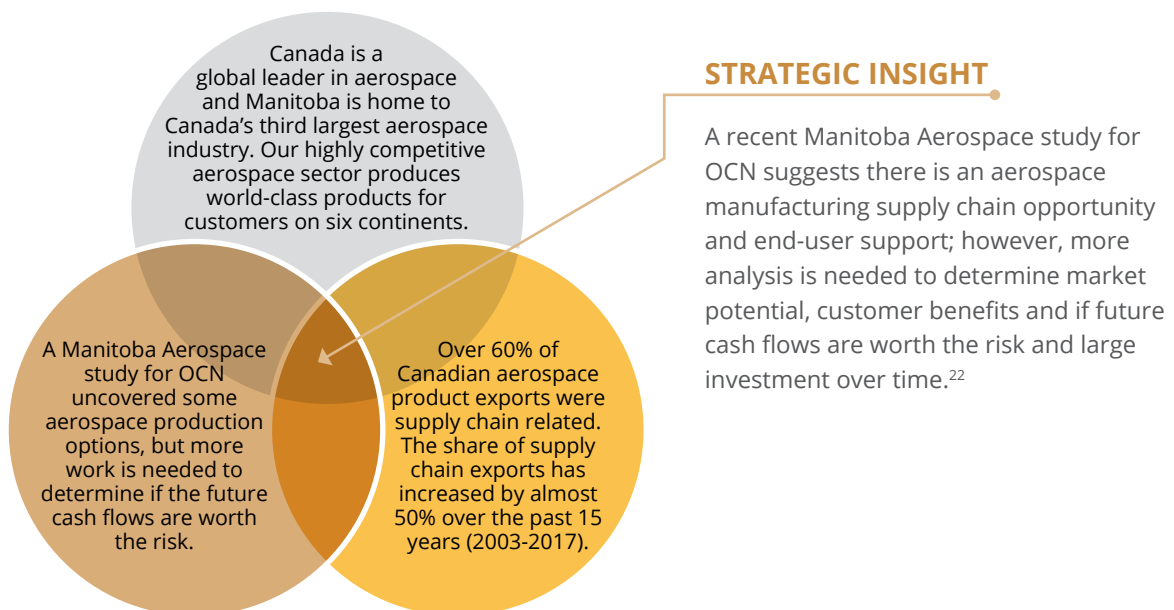 Canada is a
global leader in aerospace
and Manitoba is home to
Canada's third largest aerospace
industry. Our highly competitive
aerospace sector produces
world-class products for
customers on six continents.
A Manitoba Aerospace
study for OCN
uncovered some
aerospace production
options, but more
work is needed to
determine if the future
cash flows are worth
the risk.
Over 60% of
Canadian aerospace
product exports were
supply chain related.
The share of supply
chain exports has
increased by almost
50% over the past 15
years (2003-2017).
STRATEGIC INSIGHT
A recent Manitoba Aerospace study for
OCN suggests there is an aerospace
manufacturing supply chain opportunity
and end-user support; however, more
analysis is needed to determine market
potential, customer benefits and if future
cash flows are worth the risk and large
investment over time.22